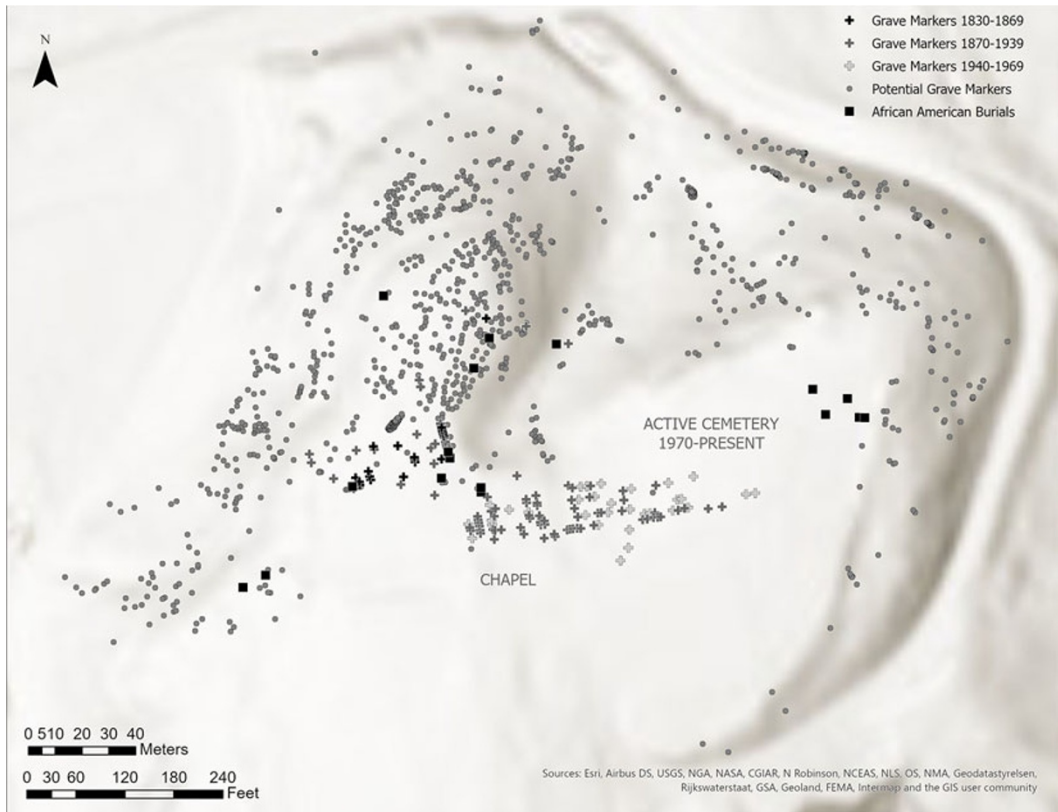 N
Grave Markers 1830-1869
Grave Markers 1870-1939
Grave Markers 1940-1969
Potential Grave Markers
African American Burials
ACTIVE CEMETERY
1970-PRESENT
CHAPEL
0 510 20 30 40
Meters
0 30 60 120 180 240
Feet
Sources: Esri, Airbus DS, USGS, NGA, NASA, CGIAR, N Robinson, NCEAS, NLS, OS, NMA, Geodatastyrelsen,
Rijkswaterstaat, GSA, Geoland, FEMA, Intermap and the GIS user community